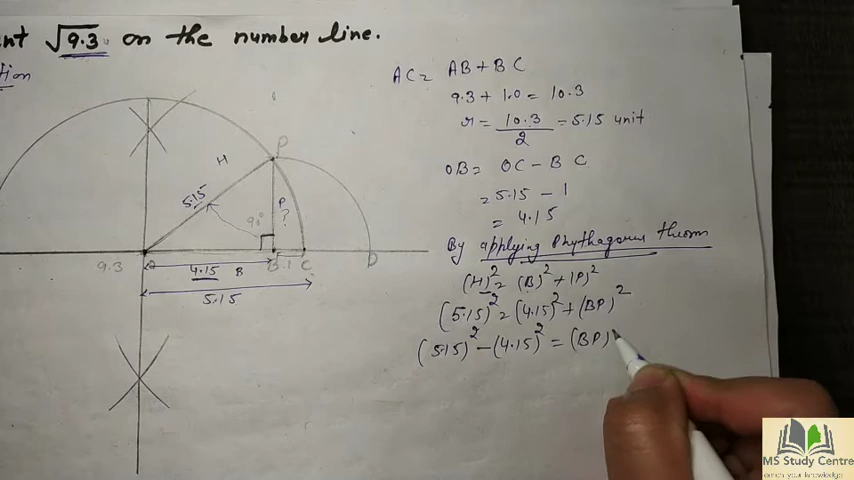 nt √9.3 on the number line.
tion
AC = AB + BC
9.3 + 1.0 = 10.3
r = 10.3/2 = 5.15 unit
OB = OC - BC
= 5.15 - 1
= 4.15
By applying Phythagorus theorm
(H)² = (B)² + (P)²
(5.15)² = (4.15)² + (BP)²
(5.15)² - (4.15)² = (BP)
P
H
5.15
P
?
90°
9.3 B 1 C D
4.15 B
5.15
MS Study Centre
enrich your knowledge